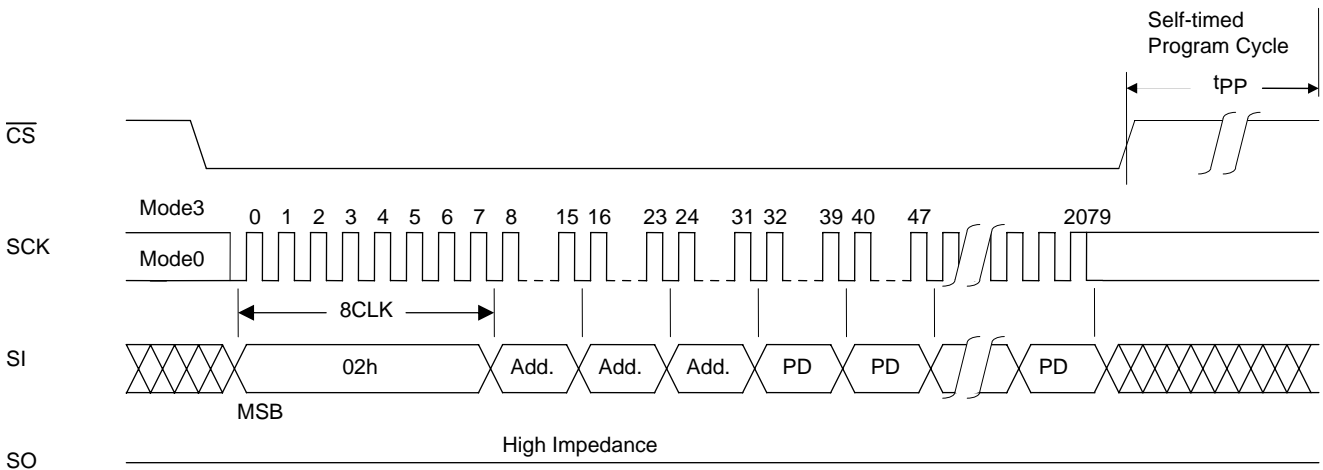 Self-timed
Program Cycle
tPP
CS
Mode3
0 1 2 3 4 5 6 7 8 15 16 23 24 31 32 39 40 47 2079
SCK
Mode0
8CLK
SI
02h Add. Add. Add. PD PD PD
MSB
High Impedance
SO